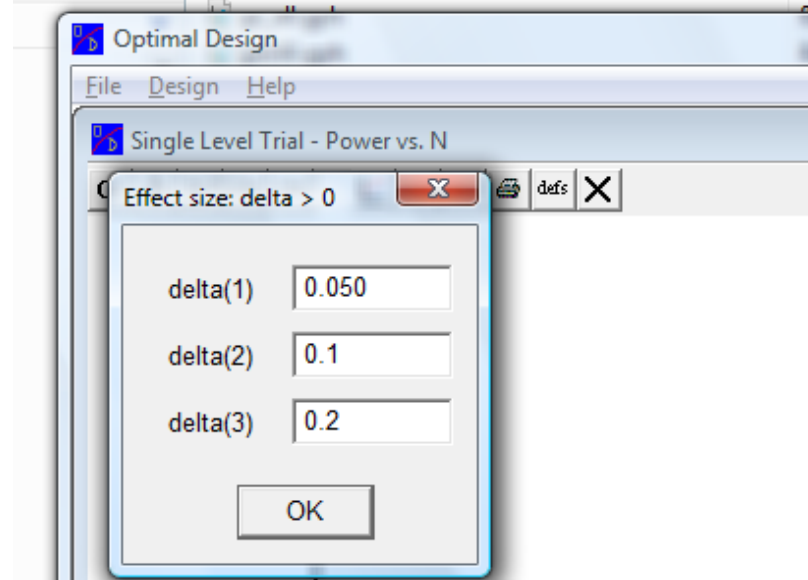 Optimal Design
File Design Help
Single Level Trial - Power vs. N
Effect size: delta > 0
defs
delta(1) 0.050
delta(2) 0.1
delta(3) 0.2
OK